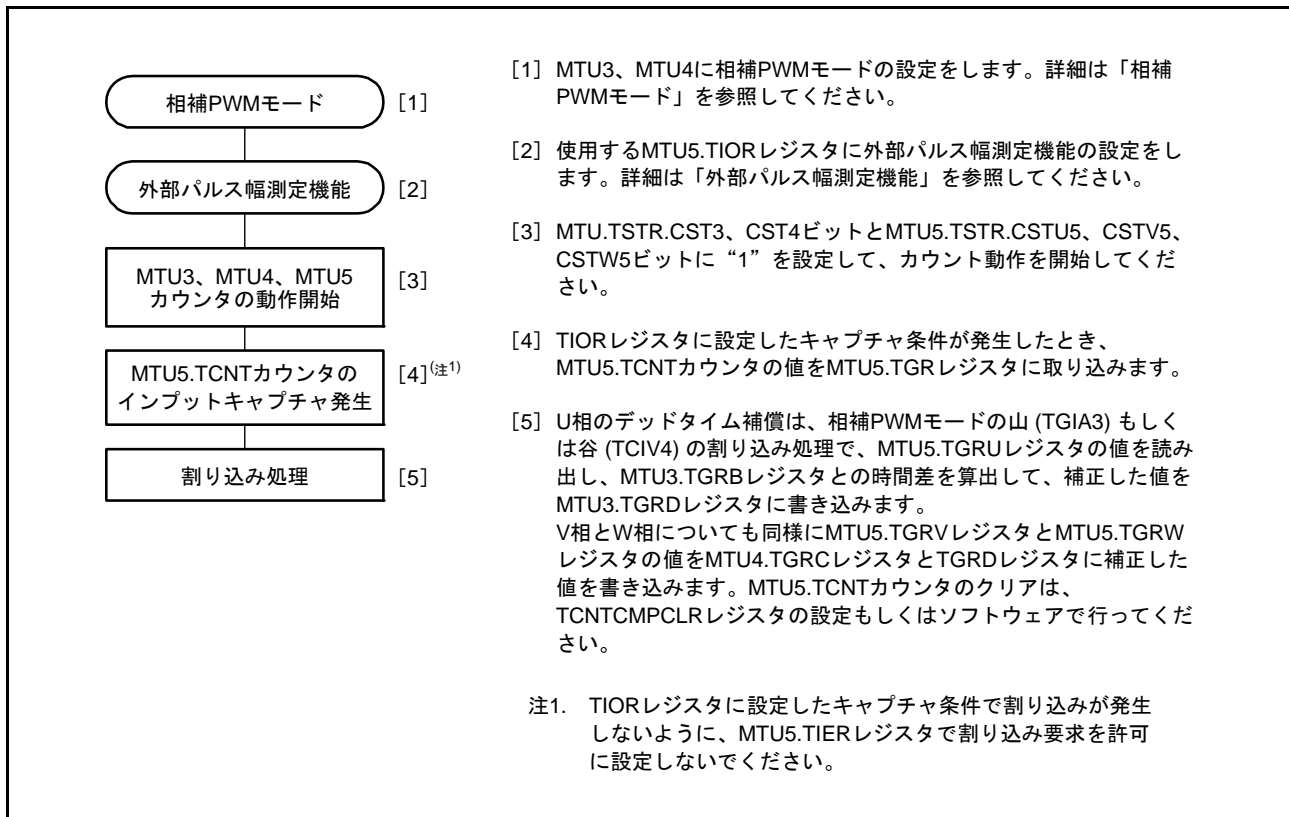 相補PWMモード [1]
外部パルス幅測定機能 [2]
MTU3、MTU4、MTU5
カウンタの動作開始 [3]
MTU5.TCNTカウンタの
インプットキャプチャ発生 [4](注1)
割り込み処理 [5]
[1] MTU3、MTU4に相補PWMモードの設定をします。詳細は「相補
PWMモード」を参照してください。
[2] 使用するMTU5.TIORレジスタに外部パルス幅測定機能の設定をし
ます。詳細は「外部パルス幅測定機能」を参照してください。
[3] MTU.TSTR.CST3、CST4ビットとMTU5.TSTR.CSTU5、CSTV5、
CSTW5ビットに“1”を設定して、カウント動作を開始してくだ
さい。
[4] TIORレジスタに設定したキャプチャ条件が発生したとき、
MTU5.TCNTカウンタの値をMTU5.TGRレジスタに取り込みます。
[5] U相のデッドタイム補償は、相補PWMモードの山 (TGIA3) もしく
は谷 (TCIV4) の割り込み処理で、MTU5.TGRUレジスタの値を読み
出し、MTU3.TGRBレジスタとの時間差を算出して、補正した値を
MTU3.TGRDレジスタに書き込みます。
V相とW相についても同様にMTU5.TGRVレジスタとMTU5.TGRW
レジスタの値をMTU4.TGRCレジスタとTGRDレジスタに補正した
値を書き込みます。MTU5.TCNTカウンタのクリアは、
TCNTCMPCLRレジスタの設定もしくはソフトウェアで行ってくだ
さい。
注1. TIORレジスタに設定したキャプチャ条件で割り込みが発生
しないように、MTU5.TIERレジスタで割り込み要求を許可
に設定しないでください。